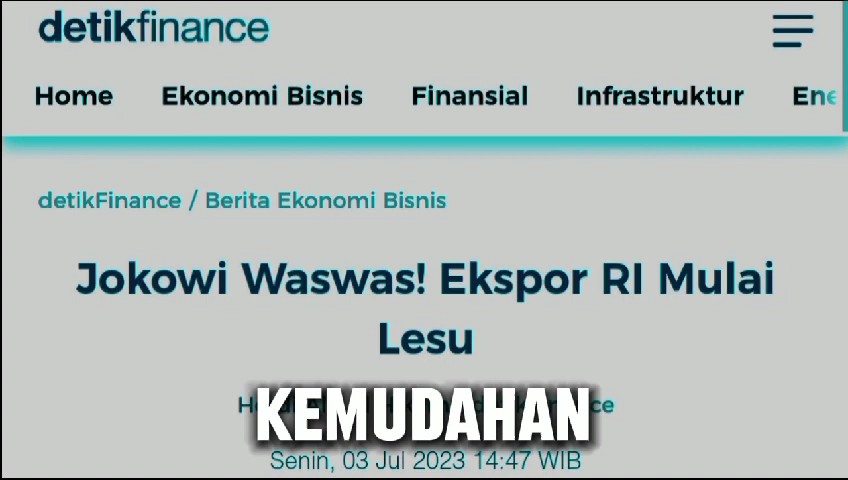 detikfinance
Home Ekonomi Bisnis Finansial Infrastruktur Ene
detikFinance / Berita Ekonomi Bisnis
Jokowi Waswas! Ekspor RI Mulai
Lesu
KEMUDAHAN
Senin, 03 Jul 2023 14:47 WIB